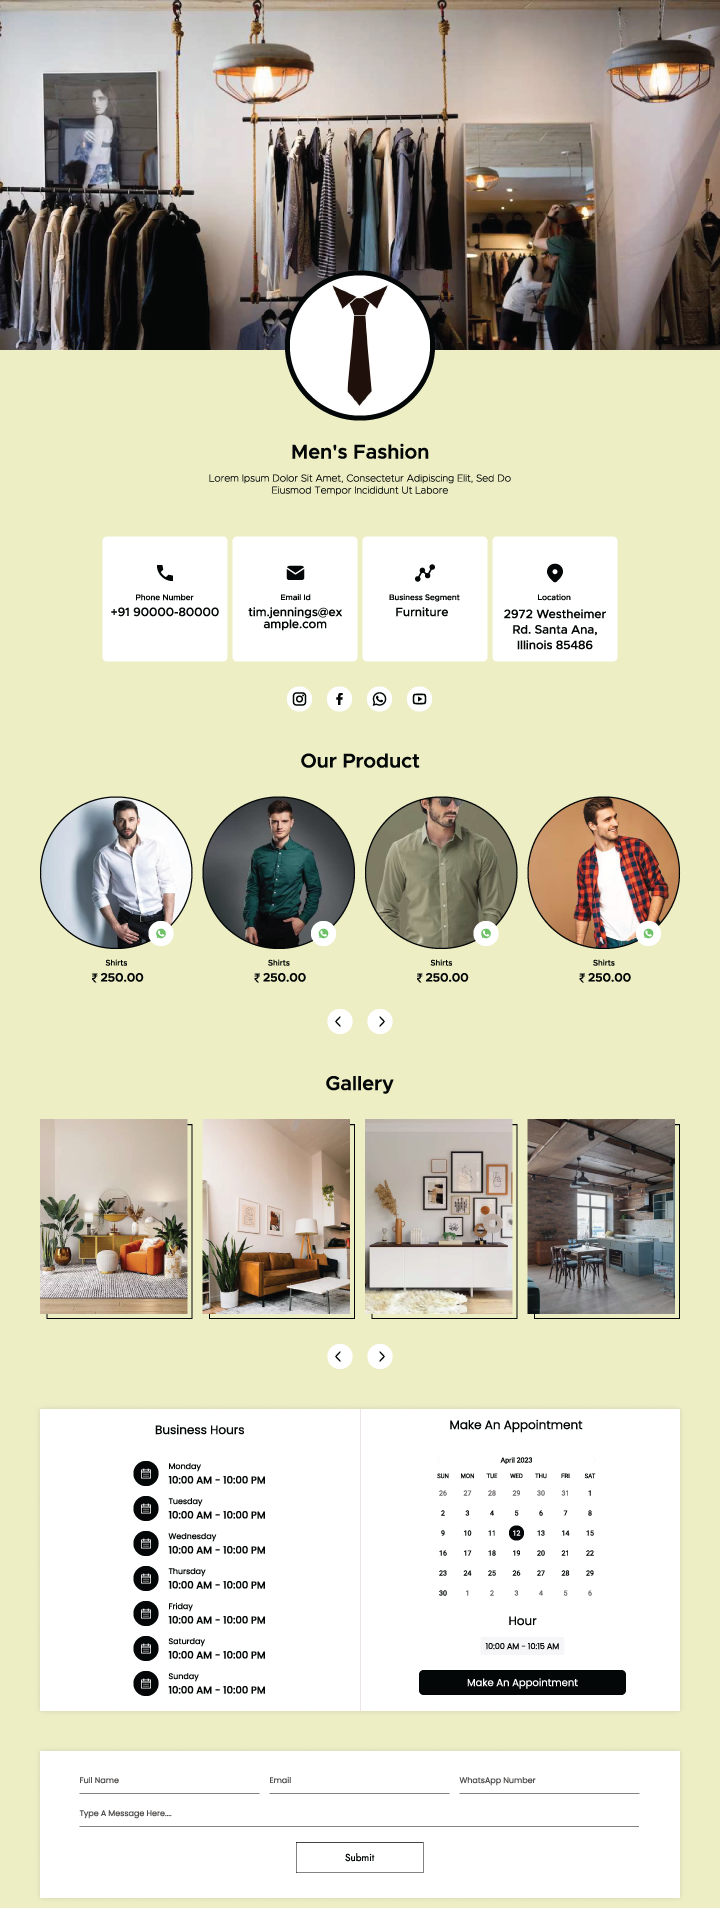 Men's Fashion
Lorem Ipsum Dolor Sit Amet, Consectetur Adipiscing Elit, Sed Do
Eiusmod Tempor Incididunt Ut Labore
Phone Number
+91 90000-80000
Email Id
tim.jennings@ex
ample.com
Business Segment
Furniture
Location
2972 Westheimer
Rd. Santa Ana,
Illinois 85486
Our Product
Shirts
₹ 250.00
Shirts
₹ 250.00
Shirts
₹ 250.00
Shirts
₹ 250.00
Gallery
Business Hours
Monday
10:00 AM - 10:00 PM
Tuesday
10:00 AM - 10:00 PM
Wednesday
10:00 AM - 10:00 PM
Thursday
10:00 AM - 10:00 PM
Friday
10:00 AM - 10:00 PM
Saturday
10:00 AM - 10:00 PM
Sunday
10:00 AM - 10:00 PM
Make An Appointment
April 2023
SUN MON TUE WED THU FRI SAT
26 27 28 29 30 31 1
2 3 4 5 6 7 8
9 10 11 12 13 14 15
16 17 18 19 20 21 22
23 24 25 26 27 28 29
30 1 2 3 4 5 6
Hour
10:00 AM - 10:15 AM
Make An Appointment
Full Name
Email
WhatsApp Number
Type A Message Here....
Submit